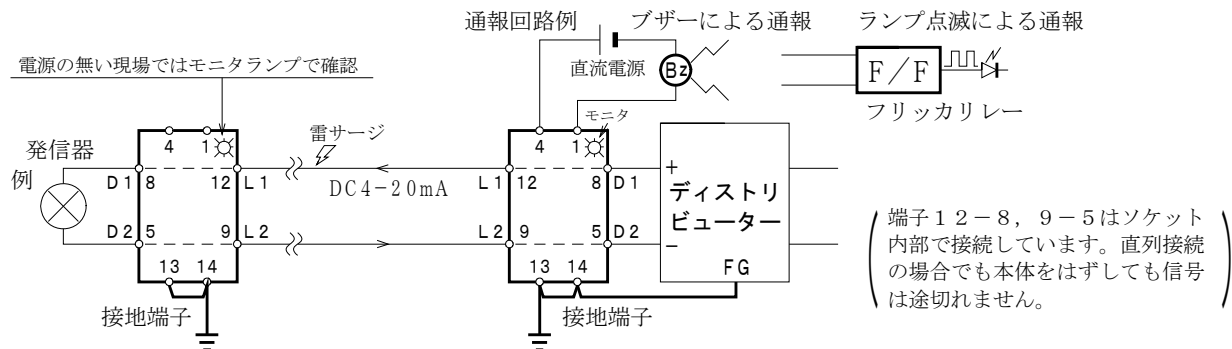 通報回路例
ブザーによる通報
ランプ点滅による通報
電源の無い現場ではモニタランプで確認
直流電源
Bz
F/F
フリッカリレー
発信器
例
4
1
D1
8
12
L1
D2
5
9
L2
13
14
接地端子
雷サージ
DC4-20mA
モニタ
4
1
L1
12
8
D1
L2
9
5
D2
13
14
接地端子
+
ディストリ
ビューター
−
FG
端子12-8,9-5はソケット
内部で接続しています。直列接続
の場合でも本体をはずしても信号
は途切れません。